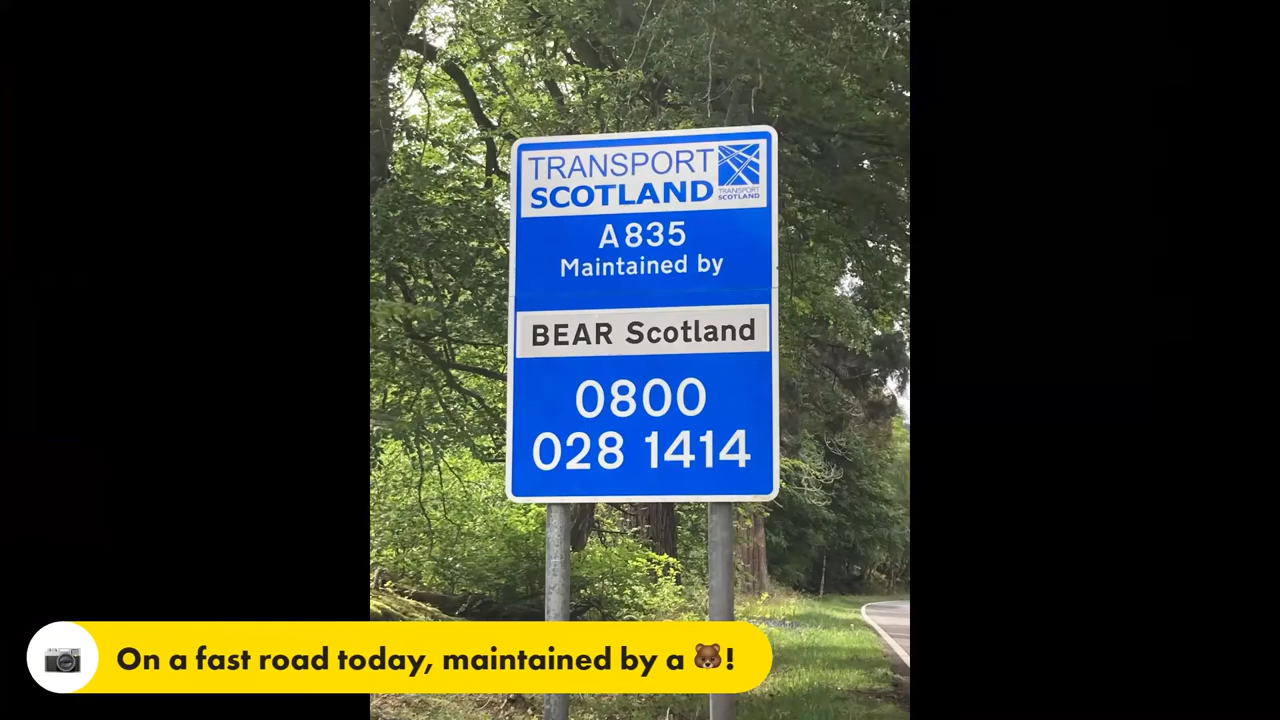 TRANSPORT
SCOTLAND
TRANSPORT
SCOTLAND
A835
Maintained by
BEAR Scotland
0800
028 1414
On a fast road today, maintained by a 🐻!